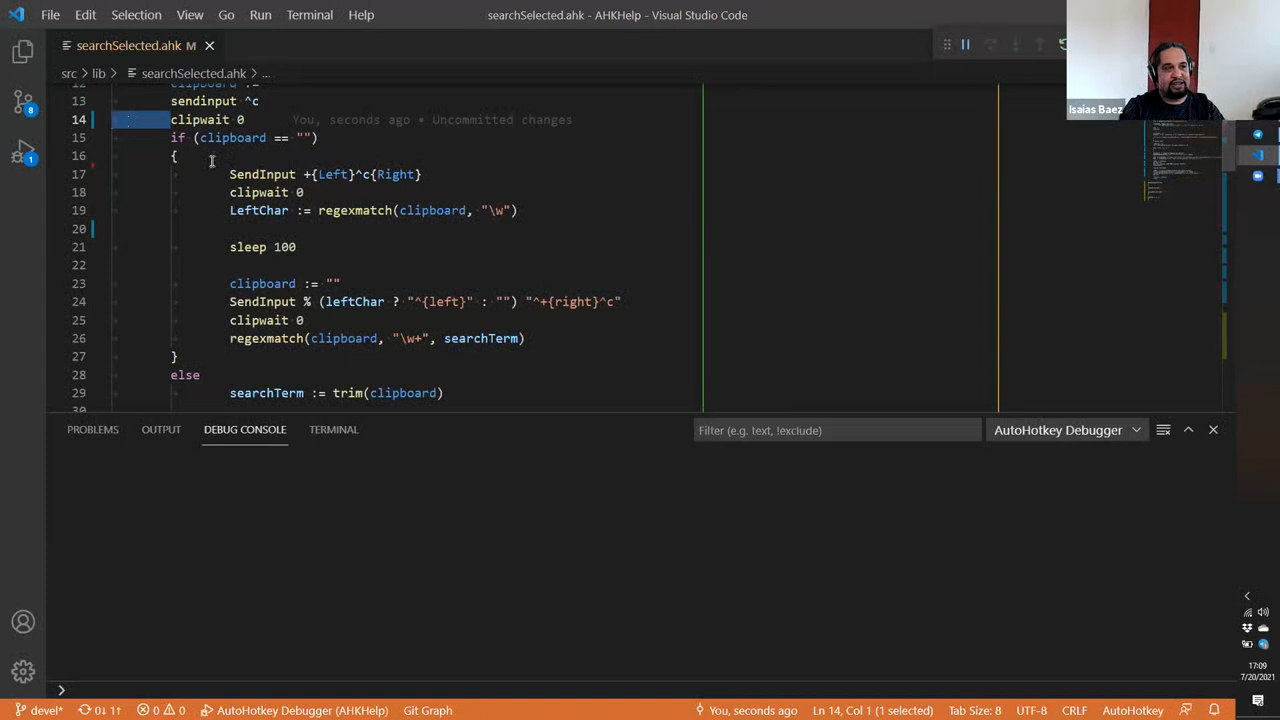 File Edit Selection View Go Run Terminal Help
searchSelected.ahk - AHKHelp - Visual Studio Code
searchSelected.ahk M
src > lib > searchSelected.ahk > ...
Isaias Baez
12 clipboard :=
13 sendinput ^c
14 clipwait 0 You, seconds ago • Uncommitted changes
15 if (clipboard == "")
16 {
17 SendInput +{Left}^c{Right}
18 clipwait 0
19 LeftChar := regexmatch(clipboard, "\w")
20
21 sleep 100
22
23 clipboard := ""
24 SendInput % (leftChar ? "^{left}" : "") "^+{right}^c"
25 clipwait 0
26 regexmatch(clipboard, "\w+", searchTerm)
27 }
28 else
29 searchTerm := trim(clipboard)
30
8
1
PROBLEMS OUTPUT DEBUG CONSOLE TERMINAL
Filter (e.g. text, !exclude)
AutoHotkey Debugger
17:09
7/20/2021
devel* 0↓ 1↑ 0 0 AutoHotkey Debugger (AHKHelp) Git Graph You, seconds ago Ln 14, Col 1 (1 selected) Tab Size: 8 UTF-8 CRLF AutoHotkey